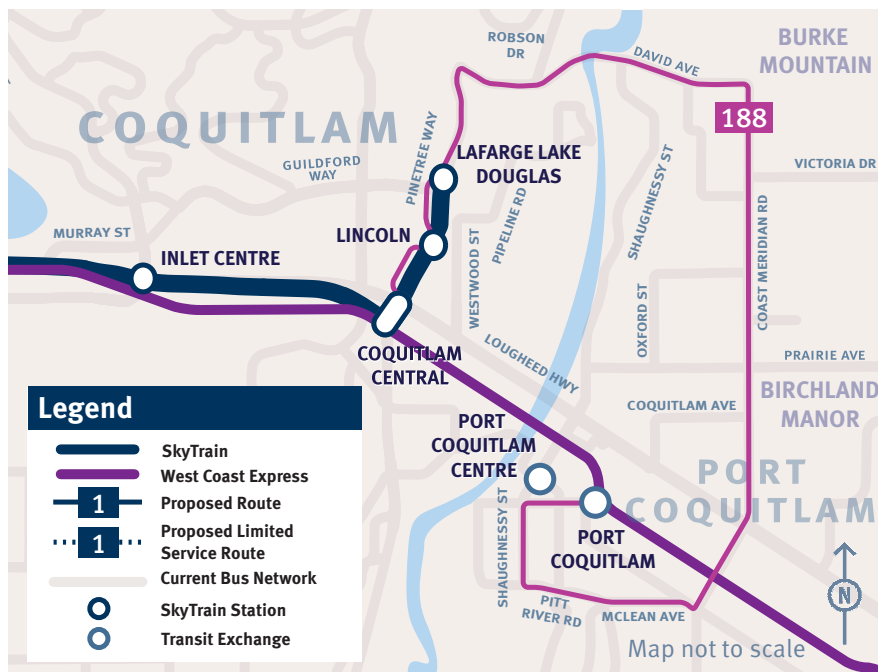 ROBSON
DR
DAVID AVE
BURKE
MOUNTAIN
188
COQUITLAM
GUILDFORD
WAY
PINETREE WAY
LAFARGE LAKE
DOUGLAS
PIPELINE RD
SHAUGHNESSY ST
VICTORIA DR
COAST MERIDIAN RD
MURRAY ST
INLET CENTRE
LINCOLN
WESTWOOD ST
OXFORD ST
COQUITLAM
CENTRAL
LOUGHEED HWY
PRAIRIE AVE
COQUITLAM AVE
BIRCHLAND
MANOR
PORT
COQUITLAM
CENTRE
PORT
COQUITLAM
SHAUGHNESSY ST
PORT
COQUITLAM
PITT
RIVER RD
MCLEAN AVE
N
Map not to scale
Legend
SkyTrain
West Coast Express
1
Proposed Route
1
Proposed Limited
Service Route
Current Bus Network
SkyTrain Station
Transit Exchange